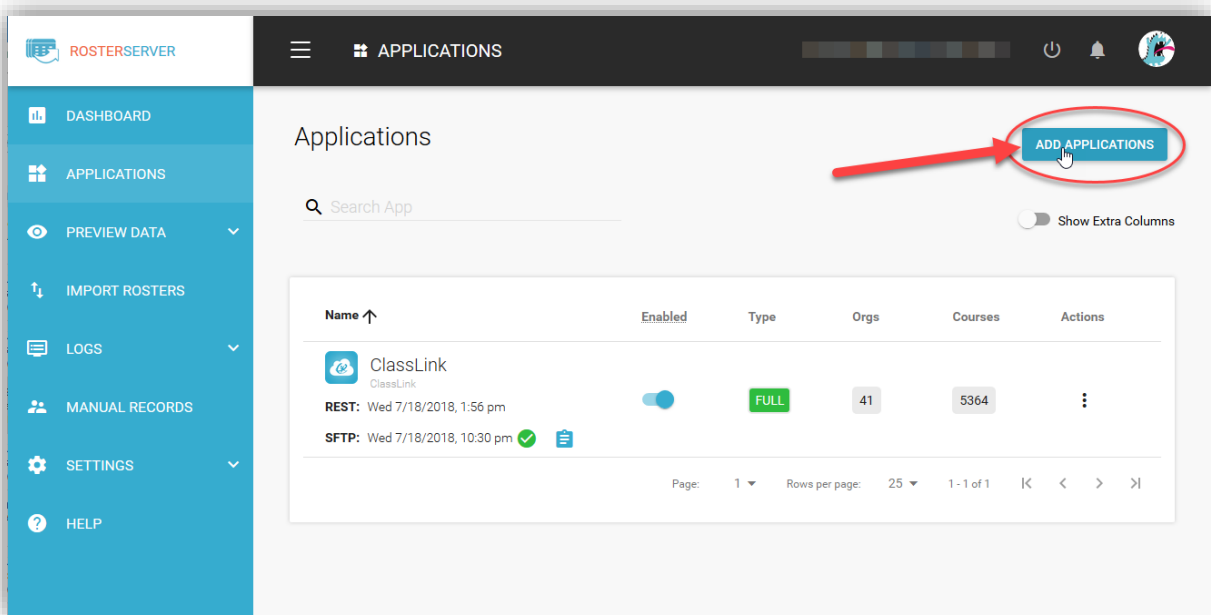 ROSTERSERVER
APPLICATIONS
DASHBOARD
APPLICATIONS
PREVIEW DATA
IMPORT ROSTERS
LOGS
MANUAL RECORDS
SETTINGS
HELP
Applications
ADD APPLICATIONS
Search App
Show Extra Columns
Name Enabled Type Orgs Courses Actions
ClassLink
ClassLink
REST: Wed 7/18/2018, 1:56 pm
FULL 41 5364
SFTP: Wed 7/18/2018, 10:30 pm
Page: 1 Rows per page: 25 1 - 1 of 1